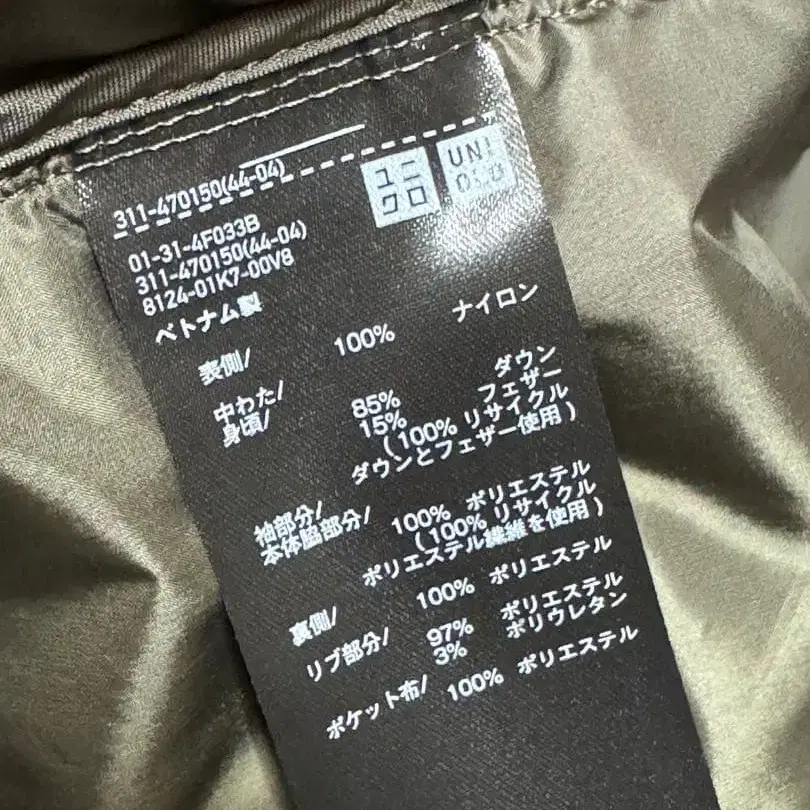 ユニ
クロ
UNI
311-470150(44-04)
01-31-4F033B
311-470150(44-04)
8124-01K7-00V8
ベトナム製
表側/ 100% ナイロン
中わた/
身頃/ 85% ダウン
15% フェザー
(100% リサイクル
ダウンとフェザー使用)
袖部分/
本体脇部分/ 100% ポリエステル
(100% リサイクル
ポリエステル繊維を使用)
裏側/ 100% ポリエステル
リブ部分/ 97% ポリエステル
3% ポリウレタン
ポケット布/ 100% ポリエステル